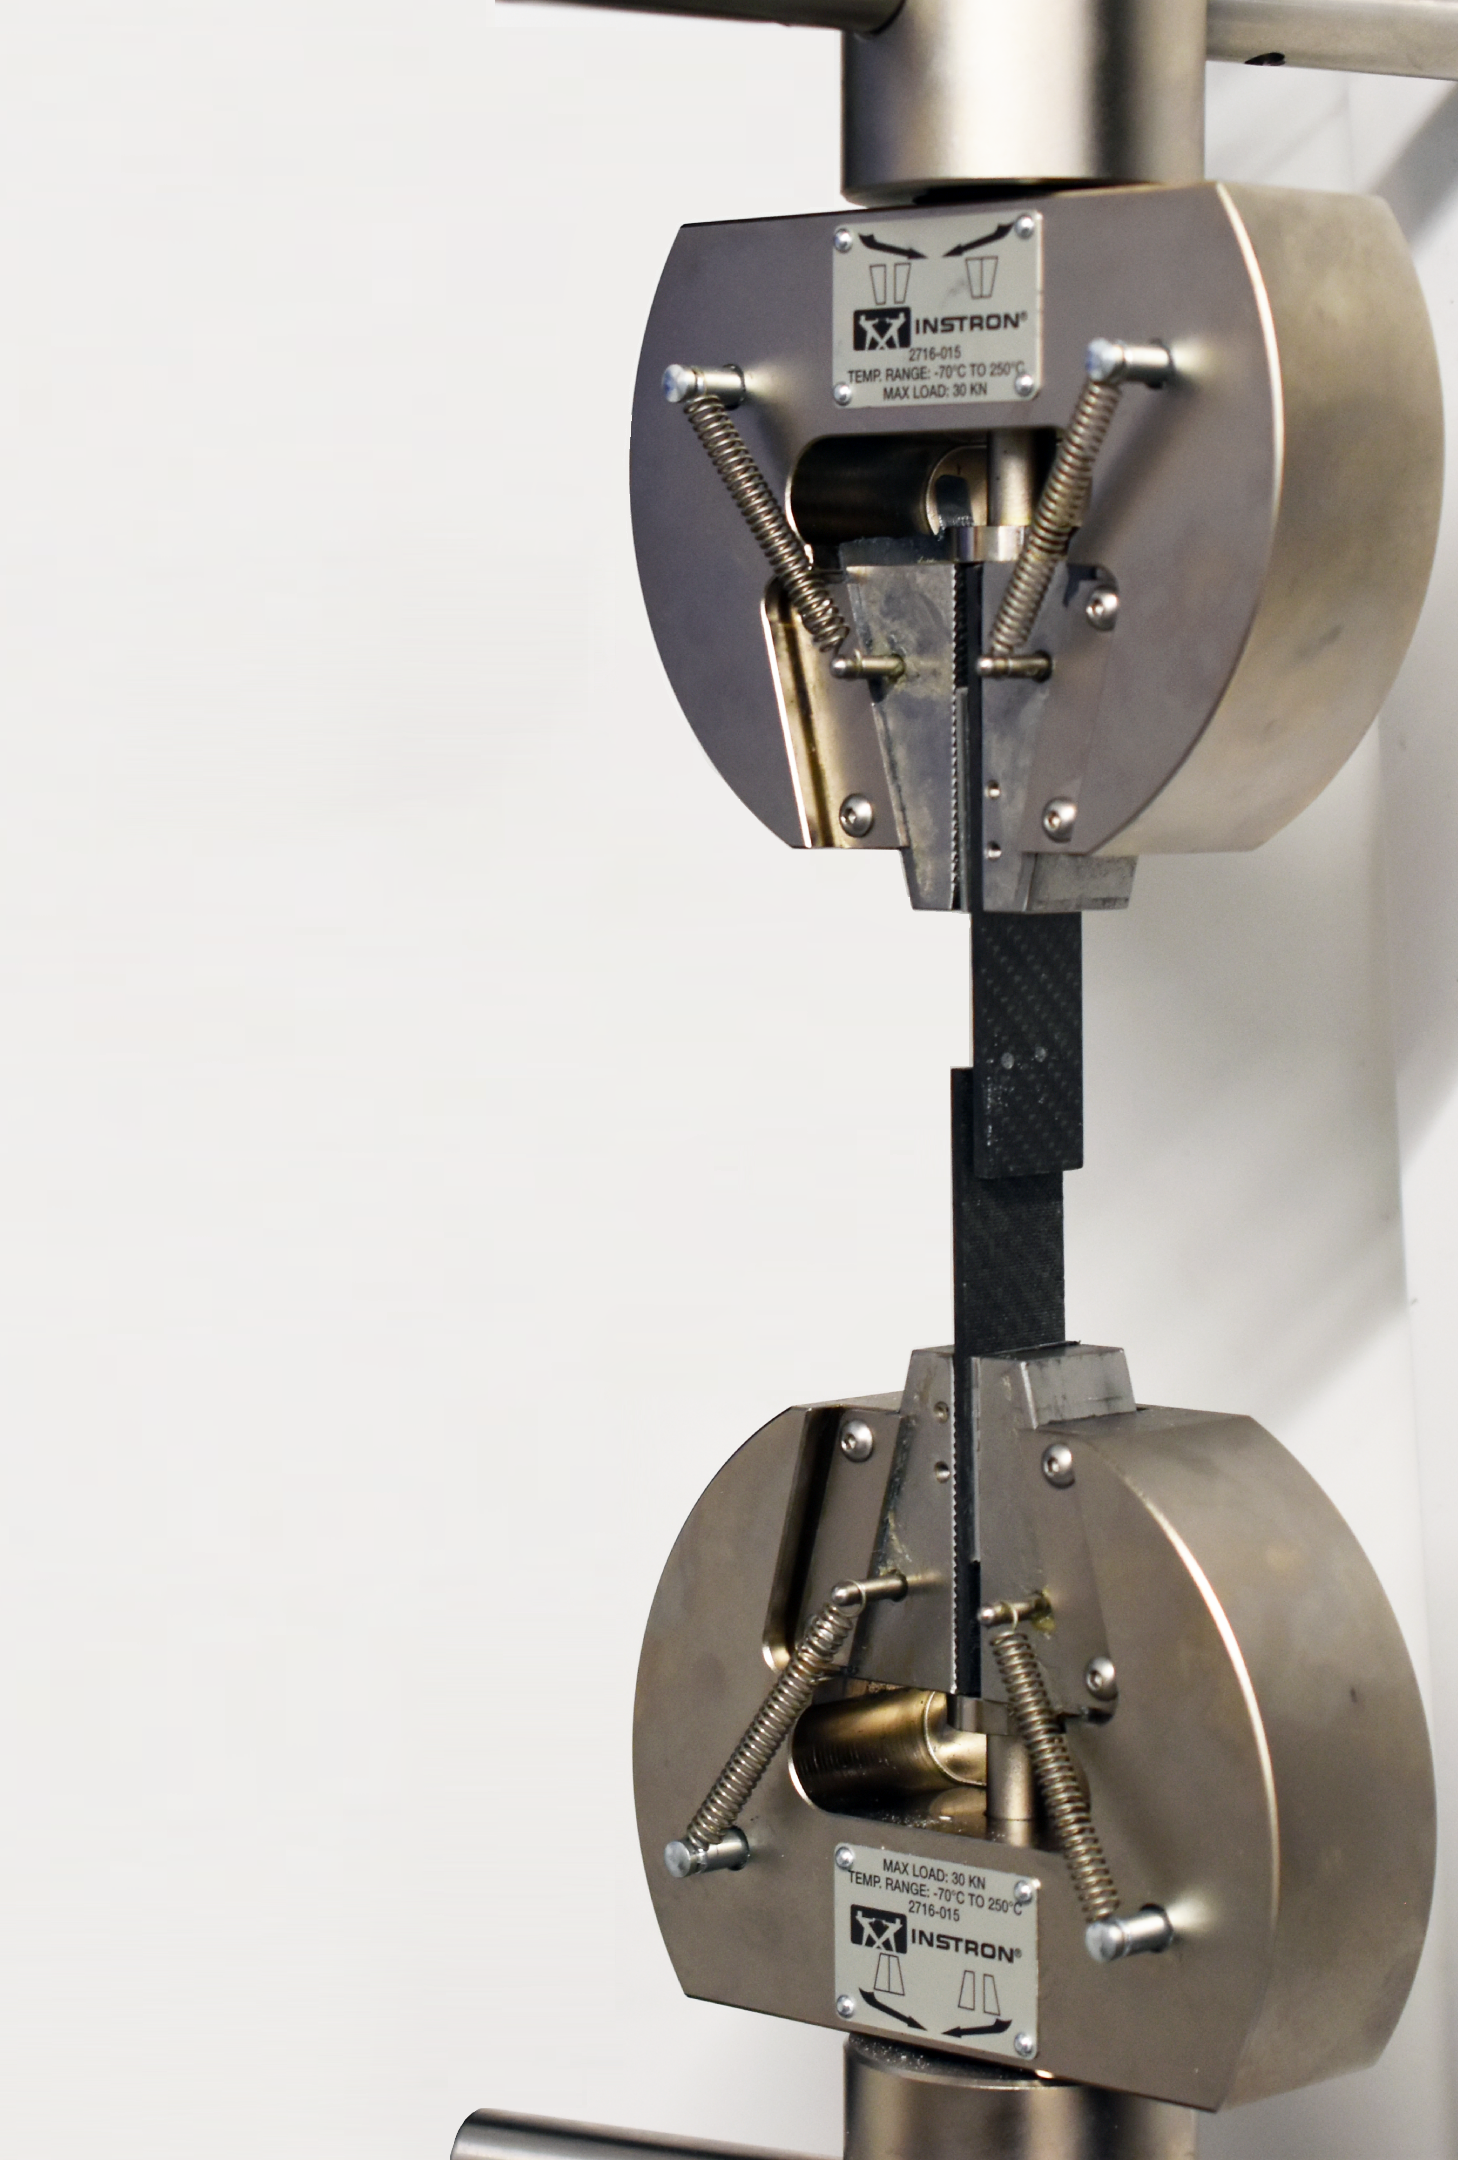 INSTRON®
2716-015
TEMP. RANGE: -70°C TO 250°C
MAX LOAD: 30 KN
MAX LOAD: 30 KN
TEMP. RANGE: -70°C TO 250°C
2716-015
INSTRON®